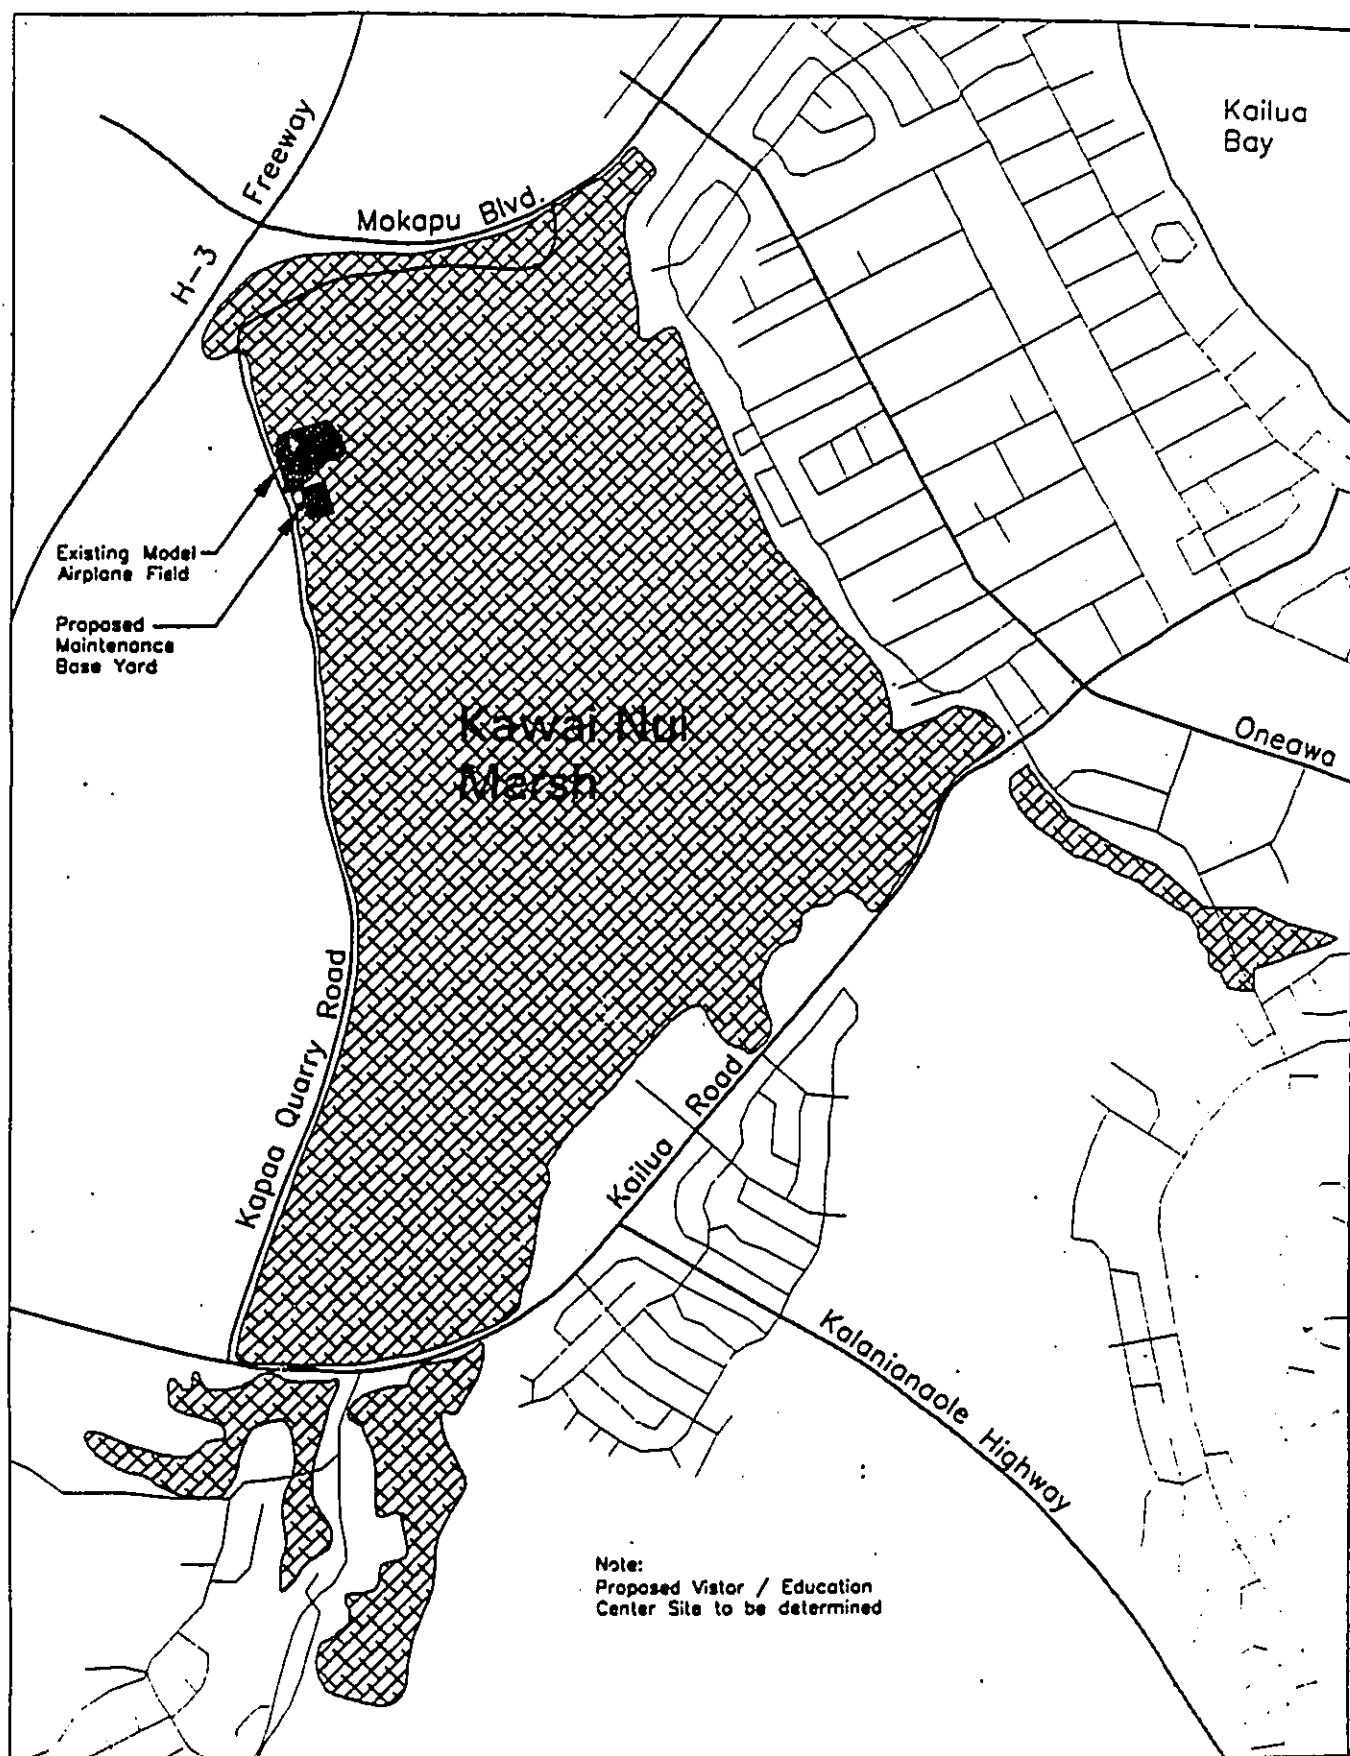 Kailua
Bay
H-3 Freeway
Mokapu Blvd.
Existing Model
Airplane Field
Proposed
Maintenance
Base Yard
Kawai Nui
Marsh
Oneawa
Kapaa Quarry Road
Kailua Road
Kalanianaole Highway
Note:
Proposed Vistor / Education
Center Site to be determined